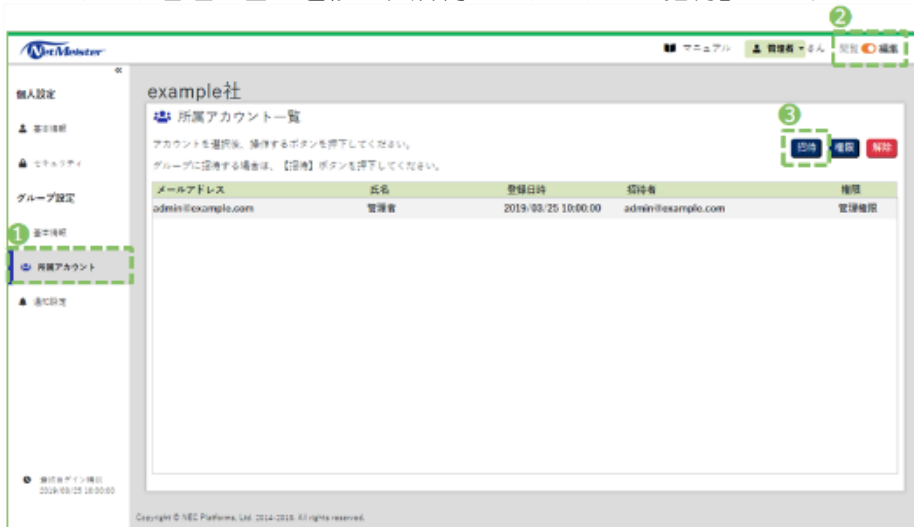 2
NetMeister
マニュアル
管理者 さん
閲覧 編集
個人設定
example社
基本情報
所属アカウント一覧
3
アカウントを選択後、操作するボタンを押下してください。
招待
権限
解除
セキュリティ
グループに招待する場合は、【招待】ボタンを押下してください。
グループ設定
メールアドレス 氏名 登録日時 招待者 権限
admin@example.com 管理者 2019/03/25 10:00:00 admin@example.com 管理権限
1
基本情報
所属アカウント
通知設定
2019/03/25 10:00:00
Copyright © NEC Platforms, Ltd. 2014-2019. All rights reserved.